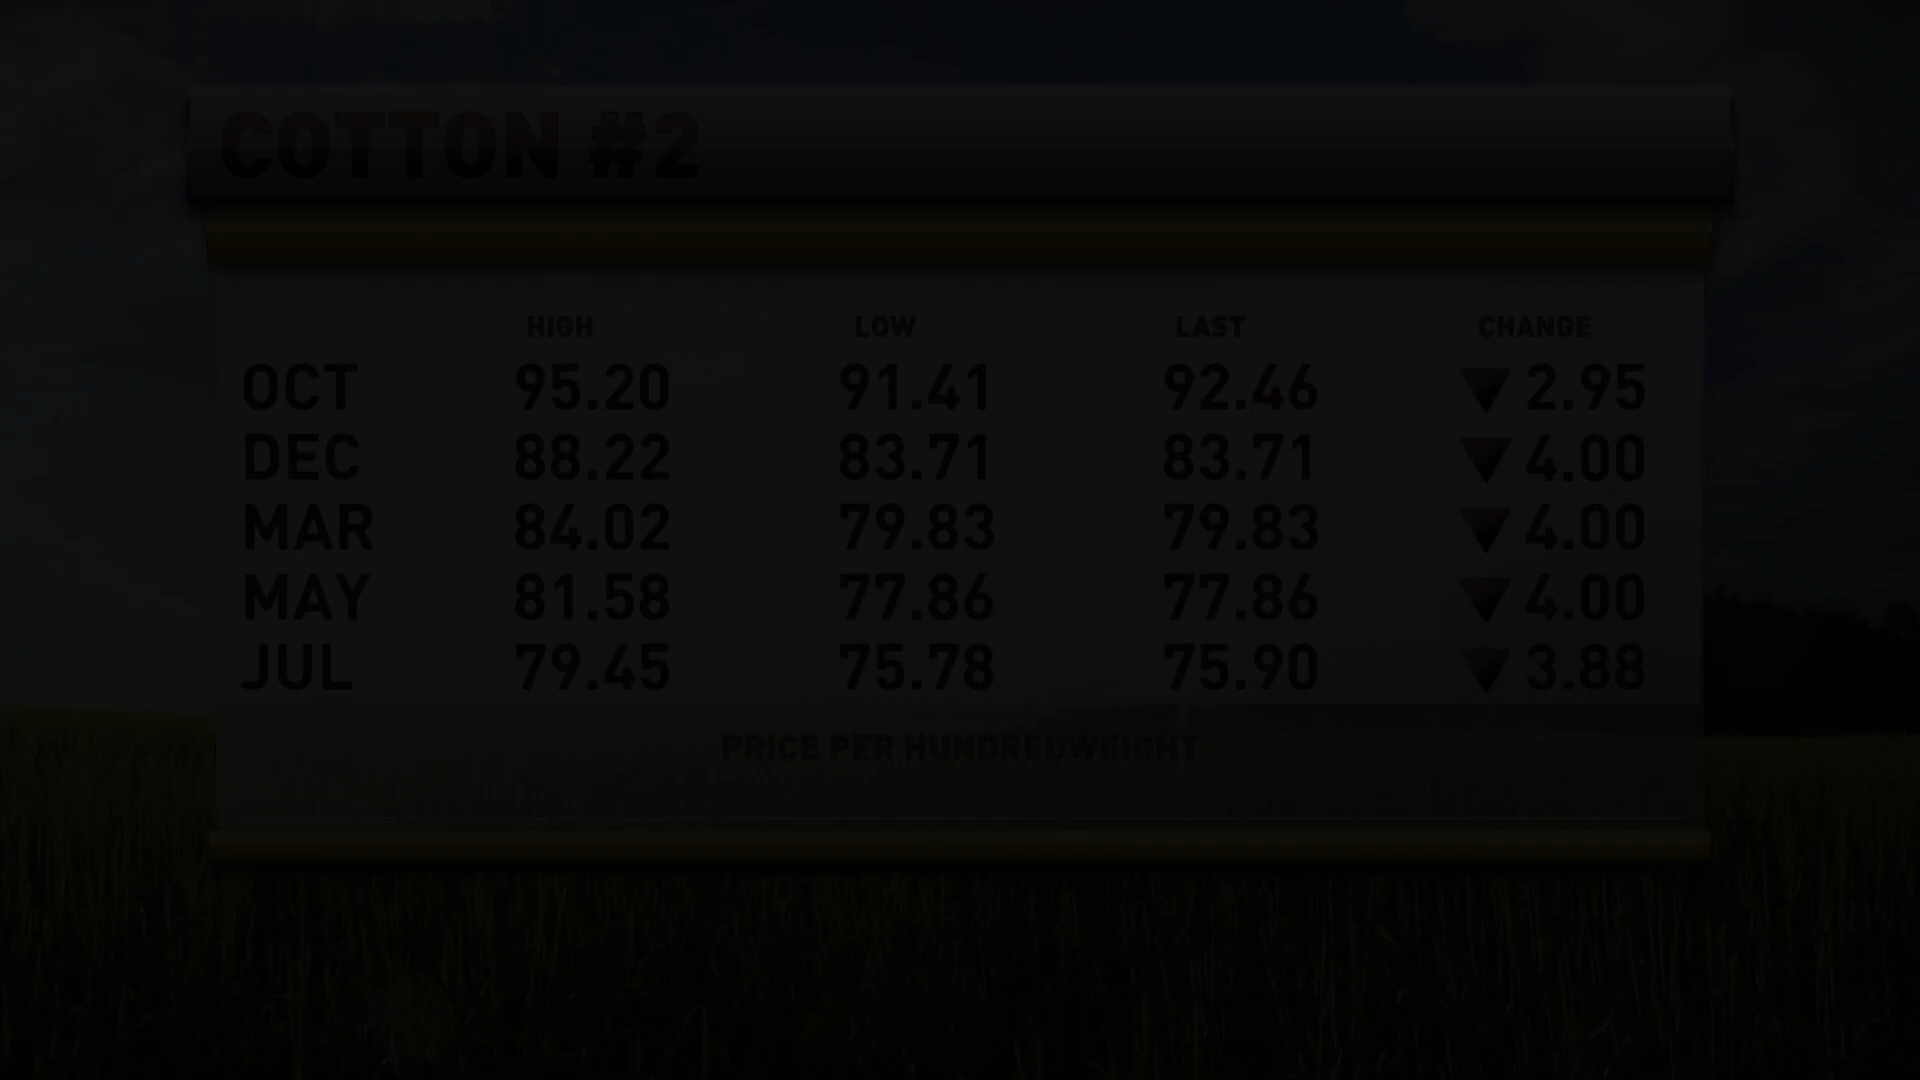 COTTON #2
HIGH LOW LAST CHANGE
OCT 95.20 91.41 92.46 ▼ 2.95
DEC 88.22 83.71 83.71 ▼ 4.00
MAR 84.02 79.83 79.83 ▼ 4.00
MAY 81.58 77.86 77.86 ▼ 4.00
JUL 79.45 75.78 75.90 ▼ 3.88
PRICE PER HUNDREDWEIGHT